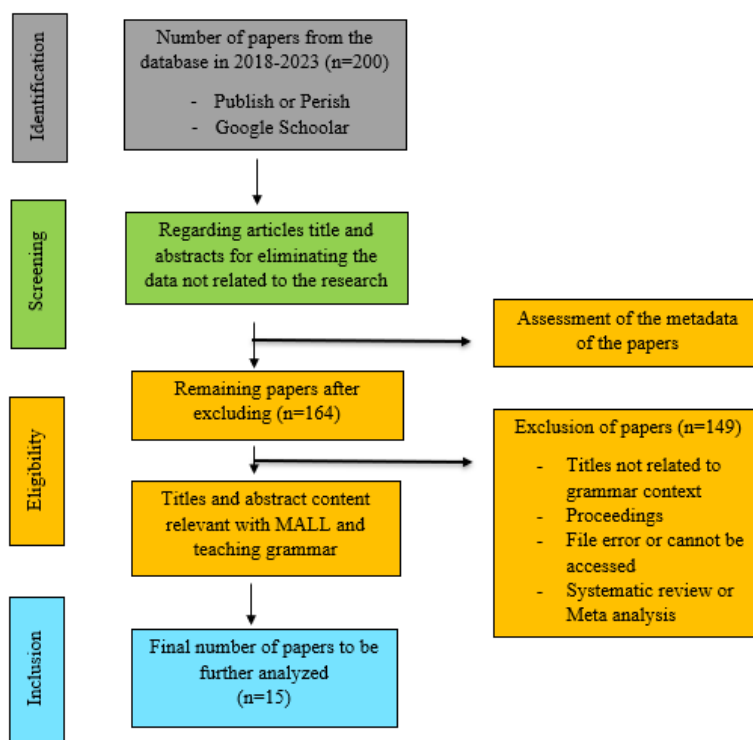 Identification
Number of papers from the
database in 2018-2023 (n=200)
- Publish or Perish
- Google Schoolar
Screening
Regarding articles title and
abstracts for eliminating the
data not related to the research
Assessment of the metadata
of the papers
Eligibility
Remaining papers after
excluding (n=164)
Exclusion of papers (n=149)
- Titles not related to
grammar context
- Proceedings
- File error or cannot be
accessed
- Systematic review or
Meta analysis
Titles and abstract content
relevant with MALL and
teaching grammar
Inclusion
Final number of papers to be
further analyzed
(n=15)